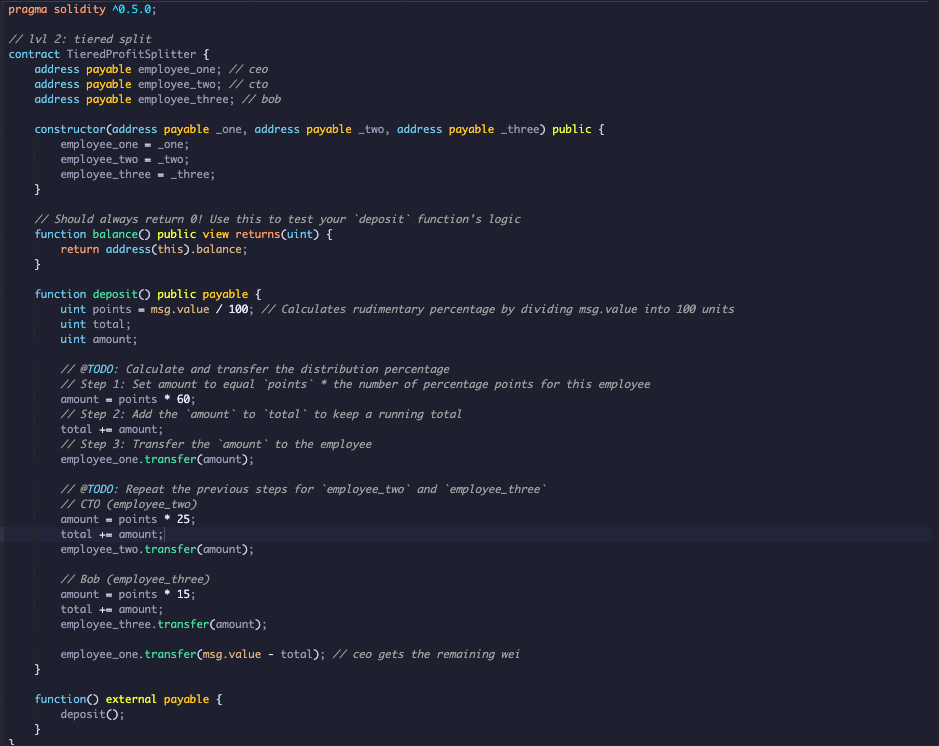 pragma solidity ^0.5.0;
// lvl 2: tiered split
contract TieredProfitSplitter {
    address payable employee_one; // ceo
    address payable employee_two; // cto
    address payable employee_three; // bob
    constructor(address payable _one, address payable _two, address payable _three) public {
        employee_one = _one;
        employee_two = _two;
        employee_three = _three;
    }
    // Should always return 0! Use this to test your `deposit` function's logic
    function balance() public view returns(uint) {
        return address(this).balance;
    }
    function deposit() public payable {
        uint points = msg.value / 100; // Calculates rudimentary percentage by dividing msg.value into 100 units
        uint total;
        uint amount;
        // @TODO: Calculate and transfer the distribution percentage
        // Step 1: Set amount to equal `points` * the number of percentage points for this employee
        amount = points * 60;
        // Step 2: Add the `amount` to `total` to keep a running total
        total += amount;
        // Step 3: Transfer the `amount` to the employee
        employee_one.transfer(amount);
        // @TODO: Repeat the previous steps for `employee_two` and `employee_three`
        // CTO (employee_two)
        amount = points * 25;
        total += amount;
        employee_two.transfer(amount);
        // Bob (employee_three)
        amount = points * 15;
        total += amount;
        employee_three.transfer(amount);
        employee_one.transfer(msg.value - total); // ceo gets the remaining wei
    }
    function() external payable {
        deposit();
    }
}